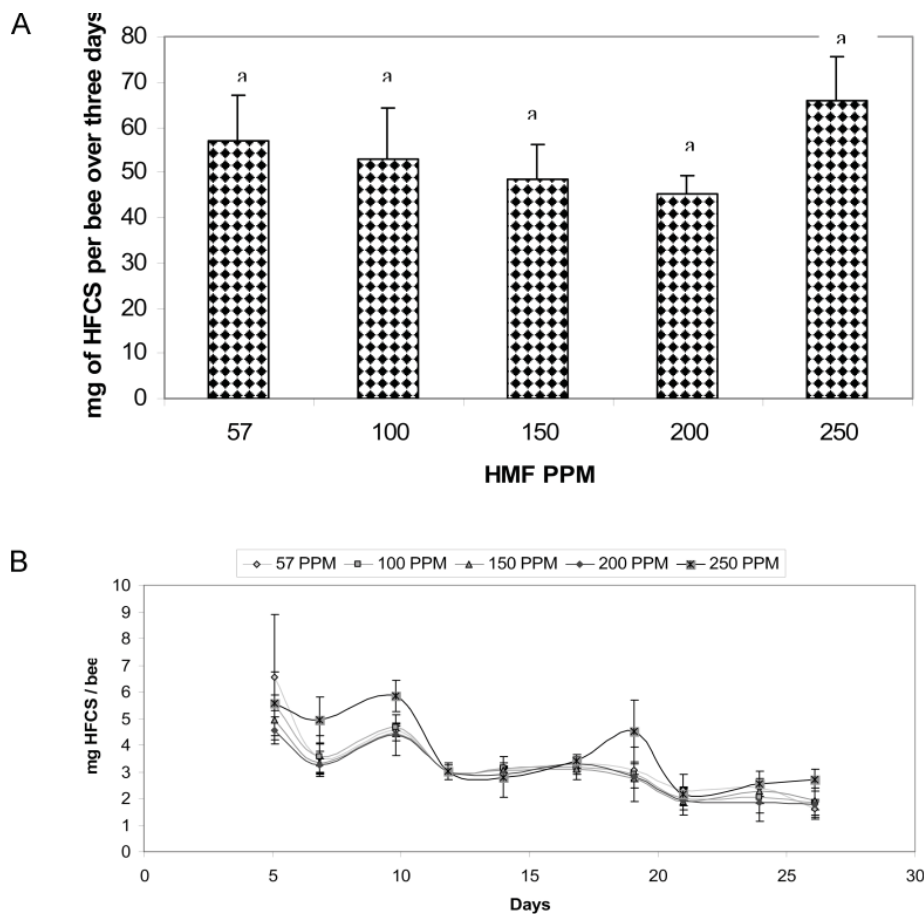 A
mg of HFCS per bee over three days
80
70
60
50
40
30
20
10
0
a
a
a
a
a
57 100 150 200 250
HMF PPM
B
57 PPM 100 PPM 150 PPM 200 PPM 250 PPM
mg HFCS / bee
10
9
8
7
6
5
4
3
2
1
0
0 5 10 15 20 25 30
Days